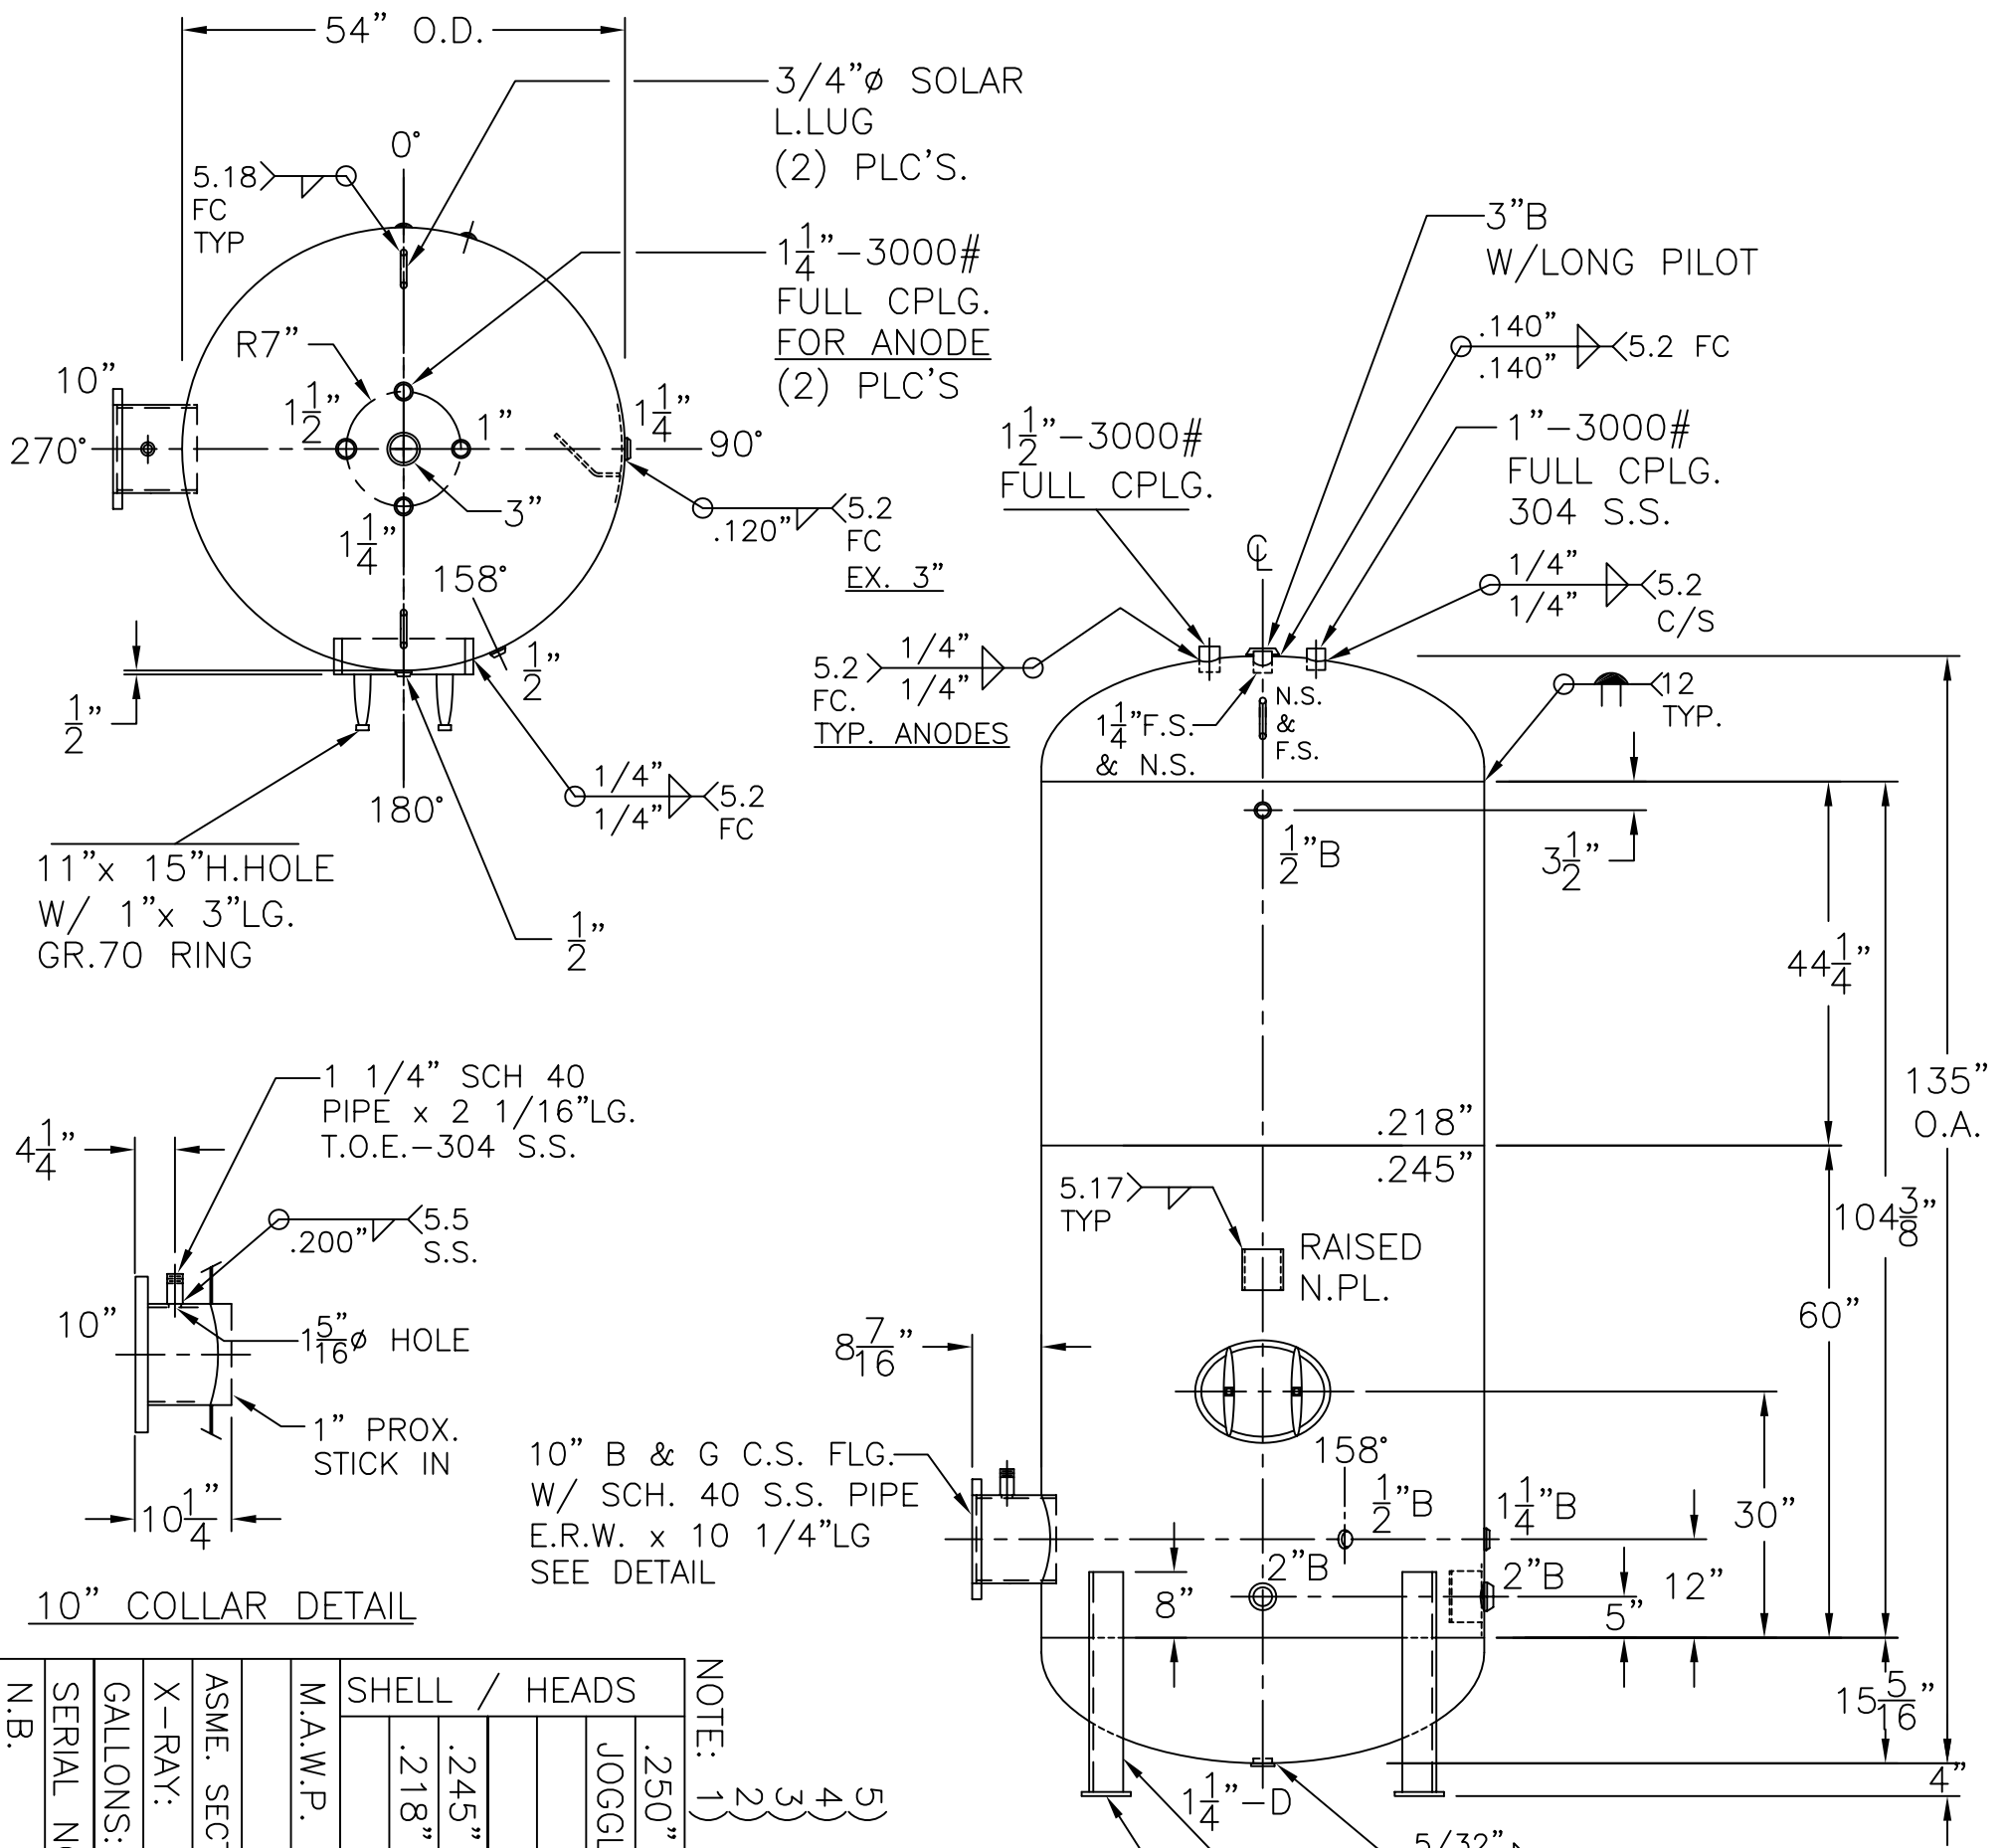 54" O.D.
3/4"ø SOLAR
L.LUG
(2) PLC'S.
0°
5.18
FC
TYP
1 1/4"-3000#
FULL CPLG.
FOR ANODE
(2) PLC'S
R7"
10"
1 1/2"
1"
1 1/4"
270°
90°
3"
1 1/4"
.120"
5.2
FC
EX. 3"
158°
1/2"
1/2"
180°
1/4"
1/4"
5.2
FC
11"x 15"H.HOLE
W/ 1"x 3"LG.
GR.70 RING
1/2"
3"B
W/LONG PILOT
.140"
.140"
5.2 FC
1 1/2"-3000#
FULL CPLG.
1"-3000#
FULL CPLG.
304 S.S.
℄
1/4"
1/4"
5.2
C/S
5.2
FC.
TYP. ANODES
1/4"
1/4"
1 1/4"F.S.
& N.S.
N.S.
&
F.S.
12
TYP.
1/2"B
3 1/2"
44 1/4"
135"
O.A.
.218"
.245"
5.17
TYP
104 3/8"
RAISED
N.PL.
60"
8 7/16"
158°
1/2"B
1 1/4"B
30"
10" B & G C.S. FLG.
W/ SCH. 40 S.S. PIPE
E.R.W. x 10 1/4"LG
SEE DETAIL
2"B
2"B
8"
12"
5"
15 5/16"
4"
1 1/4"-D
5/32"
1 1/4" SCH 40
PIPE x 2 1/16"LG.
T.O.E.-304 S.S.
4 1/4"
.200"
5.5
S.S.
10"
1 5/16"ø HOLE
1" PROX.
STICK IN
10 1/4"
10" COLLAR DETAIL
NOTE: 1)
2)
3)
4)
5)
SHELL / HEADS
.250"
JOGGL
.245"
.218"
M.A.W.P.
ASME. SECT
X-RAY:
GALLONS:
SERIAL
N.B.